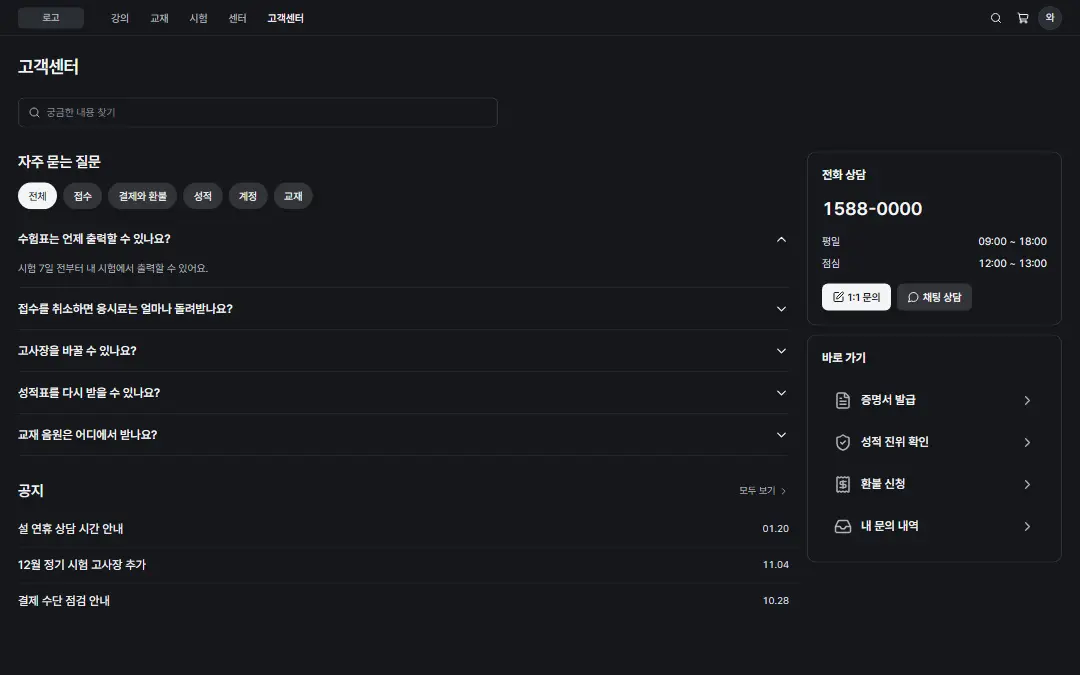 로고 강의 교재 시험 센터 고객센터 와
고객센터
궁금한 내용 찾기
자주 묻는 질문
전체 접수 결제와 환불 성적 계정 교재
수험표는 언제 출력할 수 있나요?
시험 7일 전부터 내 시험에서 출력할 수 있어요.
접수를 취소하면 응시료는 얼마나 돌려받나요?
고사장을 바꿀 수 있나요?
성적표를 다시 받을 수 있나요?
교재 음원은 어디에서 받나요?
공지 모두 보기
설 연휴 상담 시간 안내 01.20
12월 정기 시험 고사장 추가 11.04
결제 수단 점검 안내 10.28
전화 상담
1588-0000
평일 09:00 ~ 18:00
점심 12:00 ~ 13:00
1:1 문의 채팅 상담
바로 가기
증명서 발급
성적 진위 확인
환불 신청
내 문의 내역